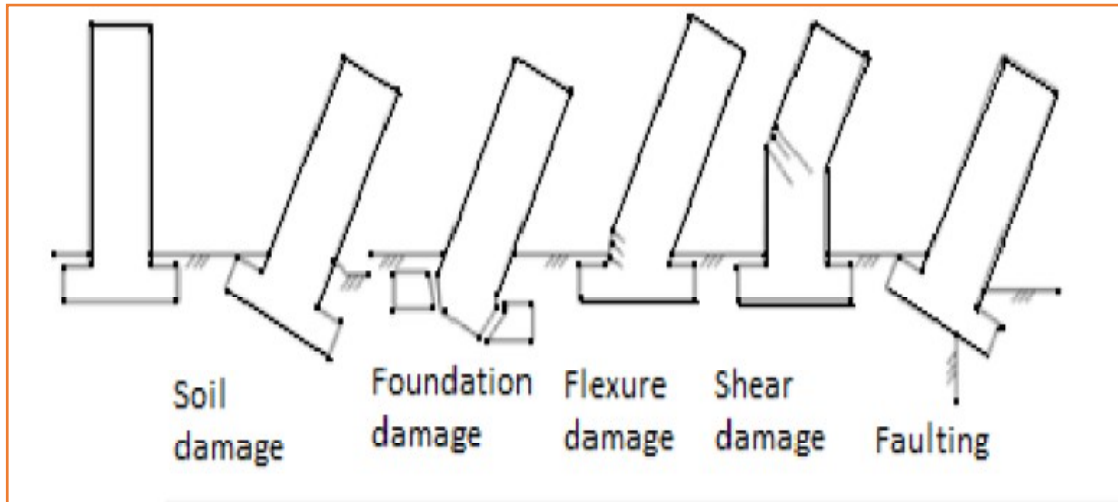 Soil
damage
Foundation
damage
Flexure
damage
Shear
damage
Faulting